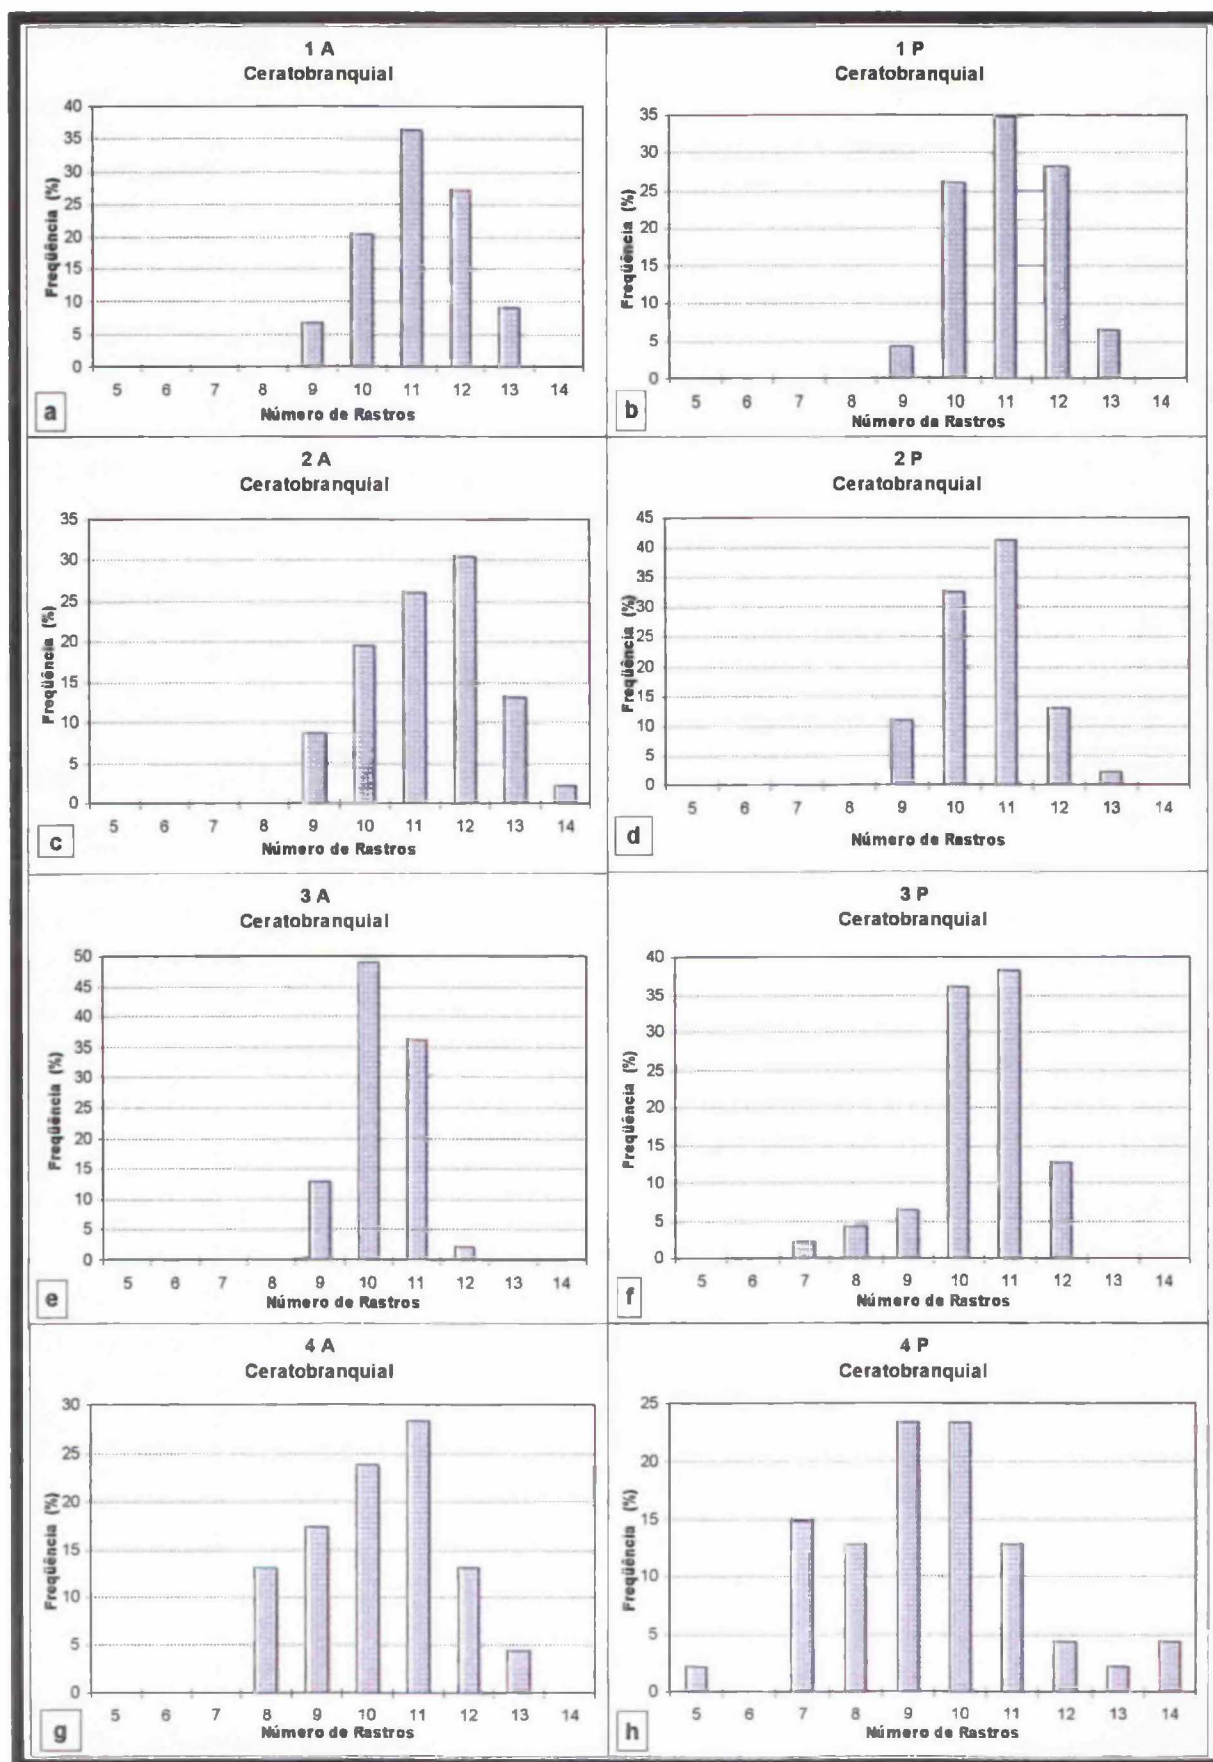 1 A
Ceratobranquial
40
35
30
25
20
15
10
5
0
Freqüência (%)
5 6 7 8 9 10 11 12 13 14
Número de Rastros
a
1 P
Ceratobranquial
35
30
25
20
15
10
5
0
Freqüência (%)
5 6 7 8 9 10 11 12 13 14
Número de Rastros
b
2 A
Ceratobranquial
35
30
25
20
15
10
5
0
Freqüência (%)
5 6 7 8 9 10 11 12 13 14
Número de Rastros
c
2 P
Ceratobranquial
45
40
35
30
25
20
15
10
5
0
Freqüência (%)
5 6 7 8 9 10 11 12 13 14
Número de Rastros
d
3 A
Ceratobranquial
50
45
40
35
30
25
20
15
10
5
0
Freqüência (%)
5 6 7 8 9 10 11 12 13 14
Número de Rastros
e
3 P
Ceratobranquial
40
35
30
25
20
15
10
5
0
Freqüência (%)
5 6 7 8 9 10 11 12 13 14
Número de Rastros
f
4 A
Ceratobranquial
30
25
20
15
10
5
0
Freqüência (%)
5 6 7 8 9 10 11 12 13 14
Número de Rastros
g
4 P
Ceratobranquial
25
20
15
10
5
0
Freqüência (%)
5 6 7 8 9 10 11 12 13 14
Número de Rastros
h